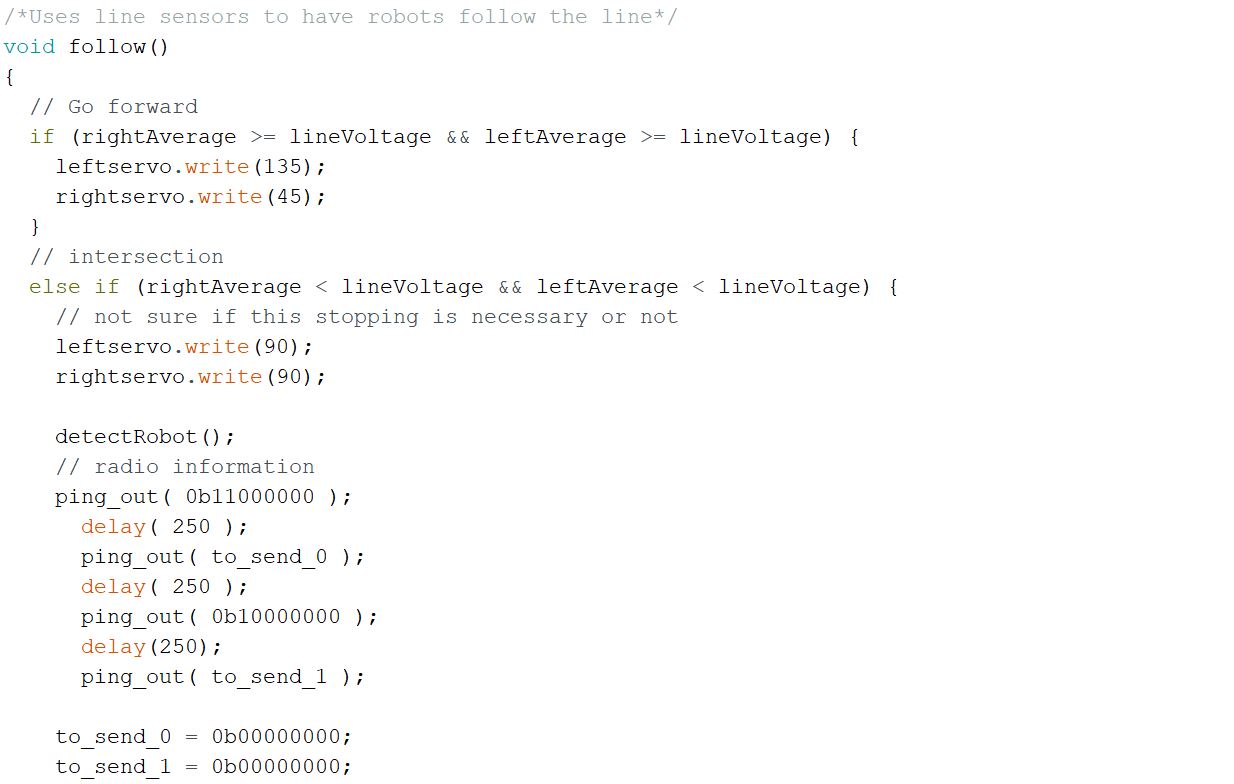 /*Uses line sensors to have robots follow the line*/
void follow()
{
  // Go forward
  if (rightAverage >= lineVoltage && leftAverage >= lineVoltage) {
    leftservo.write(135);
    rightservo.write(45);
  }
  // intersection
  else if (rightAverage < lineVoltage && leftAverage < lineVoltage) {
    // not sure if this stopping is necessary or not
    leftservo.write(90);
    rightservo.write(90);

    detectRobot();
    // radio information
    ping_out( 0b11000000 );
      delay( 250 );
      ping_out( to_send_0 );
      delay( 250 );
      ping_out( 0b10000000 );
      delay(250);
      ping_out( to_send_1 );

    to_send_0 = 0b00000000;
    to_send_1 = 0b00000000;